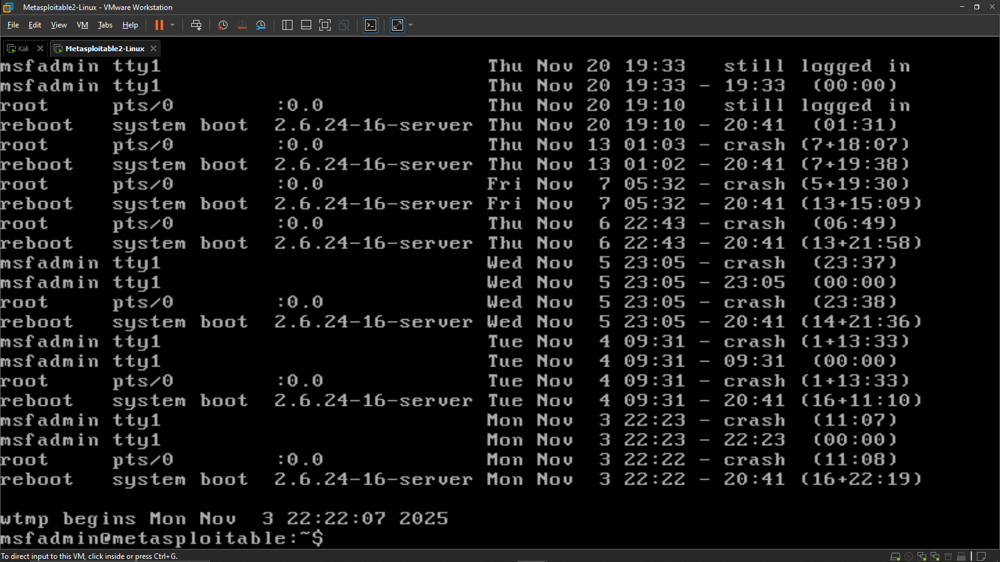 Metasploitable2-Linux - VMware Workstation
File Edit View VM Tabs Help
Kali Metasploitable2-Linux
msfadmin tty1                          Thu Nov 20 19:33   still logged in
msfadmin tty1                          Thu Nov 20 19:33 - 19:33  (00:00)
root     pts/0        :0.0             Thu Nov 20 19:10   still logged in
reboot   system boot  2.6.24-16-server Thu Nov 20 19:10 - 20:41  (01:31)
root     pts/0        :0.0             Thu Nov 13 01:03 - crash (7+18:07)
reboot   system boot  2.6.24-16-server Thu Nov 13 01:02 - 20:41 (7+19:38)
root     pts/0        :0.0             Fri Nov  7 05:32 - crash (5+19:30)
reboot   system boot  2.6.24-16-server Fri Nov  7 05:32 - 20:41 (13+15:09)
root     pts/0        :0.0             Thu Nov  6 22:43 - crash  (06:49)
reboot   system boot  2.6.24-16-server Thu Nov  6 22:43 - 20:41 (13+21:58)
msfadmin tty1                          Wed Nov  5 23:05 - crash  (23:37)
msfadmin tty1                          Wed Nov  5 23:05 - 23:05  (00:00)
root     pts/0        :0.0             Wed Nov  5 23:05 - crash  (23:38)
reboot   system boot  2.6.24-16-server Wed Nov  5 23:05 - 20:41 (14+21:36)
msfadmin tty1                          Tue Nov  4 09:31 - crash (1+13:33)
msfadmin tty1                          Tue Nov  4 09:31 - 09:31  (00:00)
root     pts/0        :0.0             Tue Nov  4 09:31 - crash (1+13:33)
reboot   system boot  2.6.24-16-server Tue Nov  4 09:31 - 20:41 (16+11:10)
msfadmin tty1                          Mon Nov  3 22:23 - crash  (11:07)
msfadmin tty1                          Mon Nov  3 22:23 - 22:23  (00:00)
root     pts/0        :0.0             Mon Nov  3 22:22 - crash  (11:08)
reboot   system boot  2.6.24-16-server Mon Nov  3 22:22 - 20:41 (16+22:19)
wtmp begins Mon Nov  3 22:22:07 2025
msfadmin@metasploitable:~$
To direct input to this VM, click inside or press Ctrl+G.